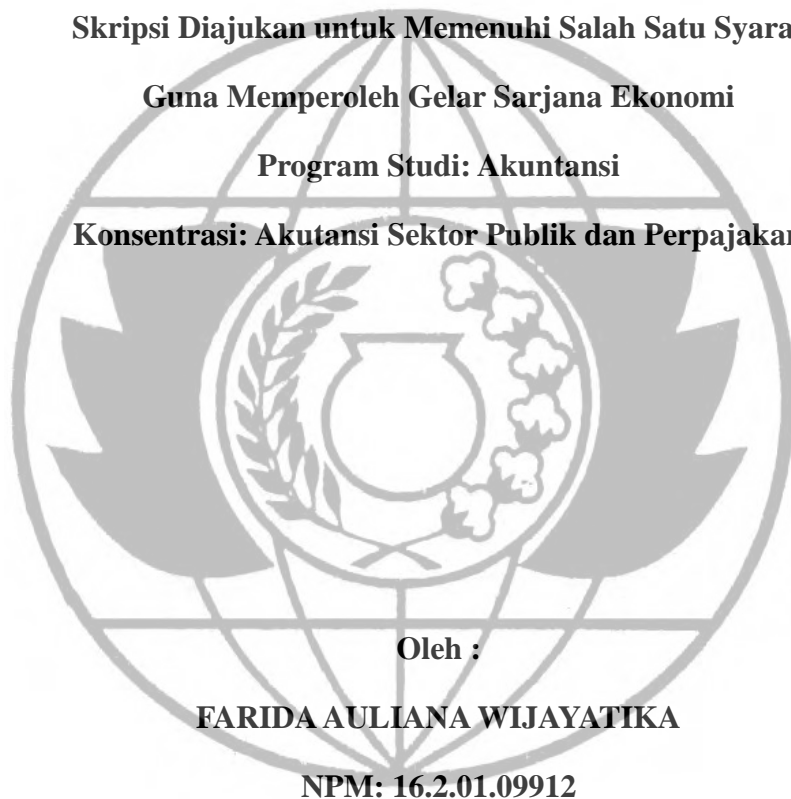 Skripsi Diajukan untuk Memenuhi Salah Satu Syara
Guna Memperoleh Gelar Sarjana Ekonomi
Program Studi: Akuntansi
Konsentrasi: Akutansi Sektor Publik dan Perpajakan
Oleh :
FARIDA AULIANA WIJAYATIKA
NPM: 16.2.01.09912